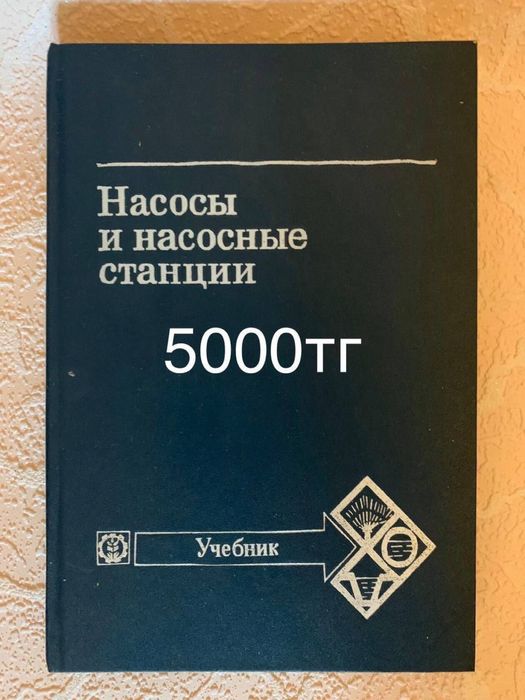 Насосы
и насосные
станции
5000тг
Учебник